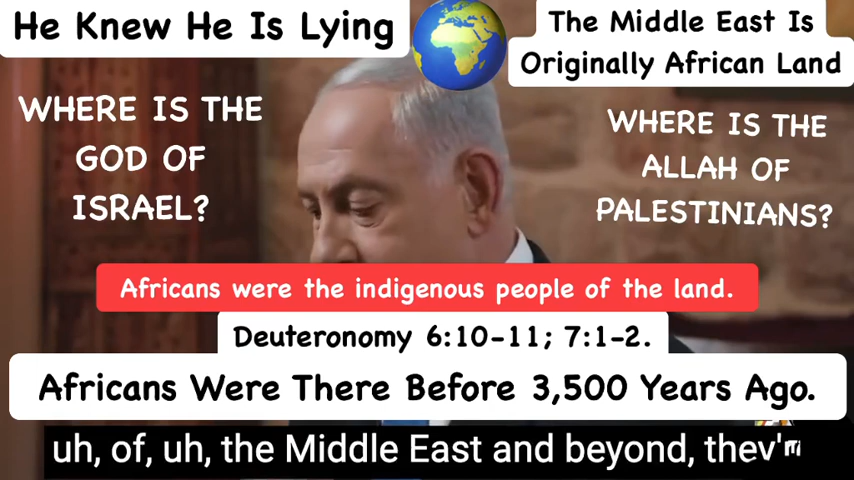 He Knew He Is Lying
The Middle East Is
Originally African Land
WHERE IS THE
GOD OF
ISRAEL?
WHERE IS THE
ALLAH OF
PALESTINIANS?
Africans were the indigenous people of the land.
Deuteronomy 6:10-11; 7:1-2.
Africans Were There Before 3,500 Years Ago.
uh, of, uh, the Middle East and beyond,